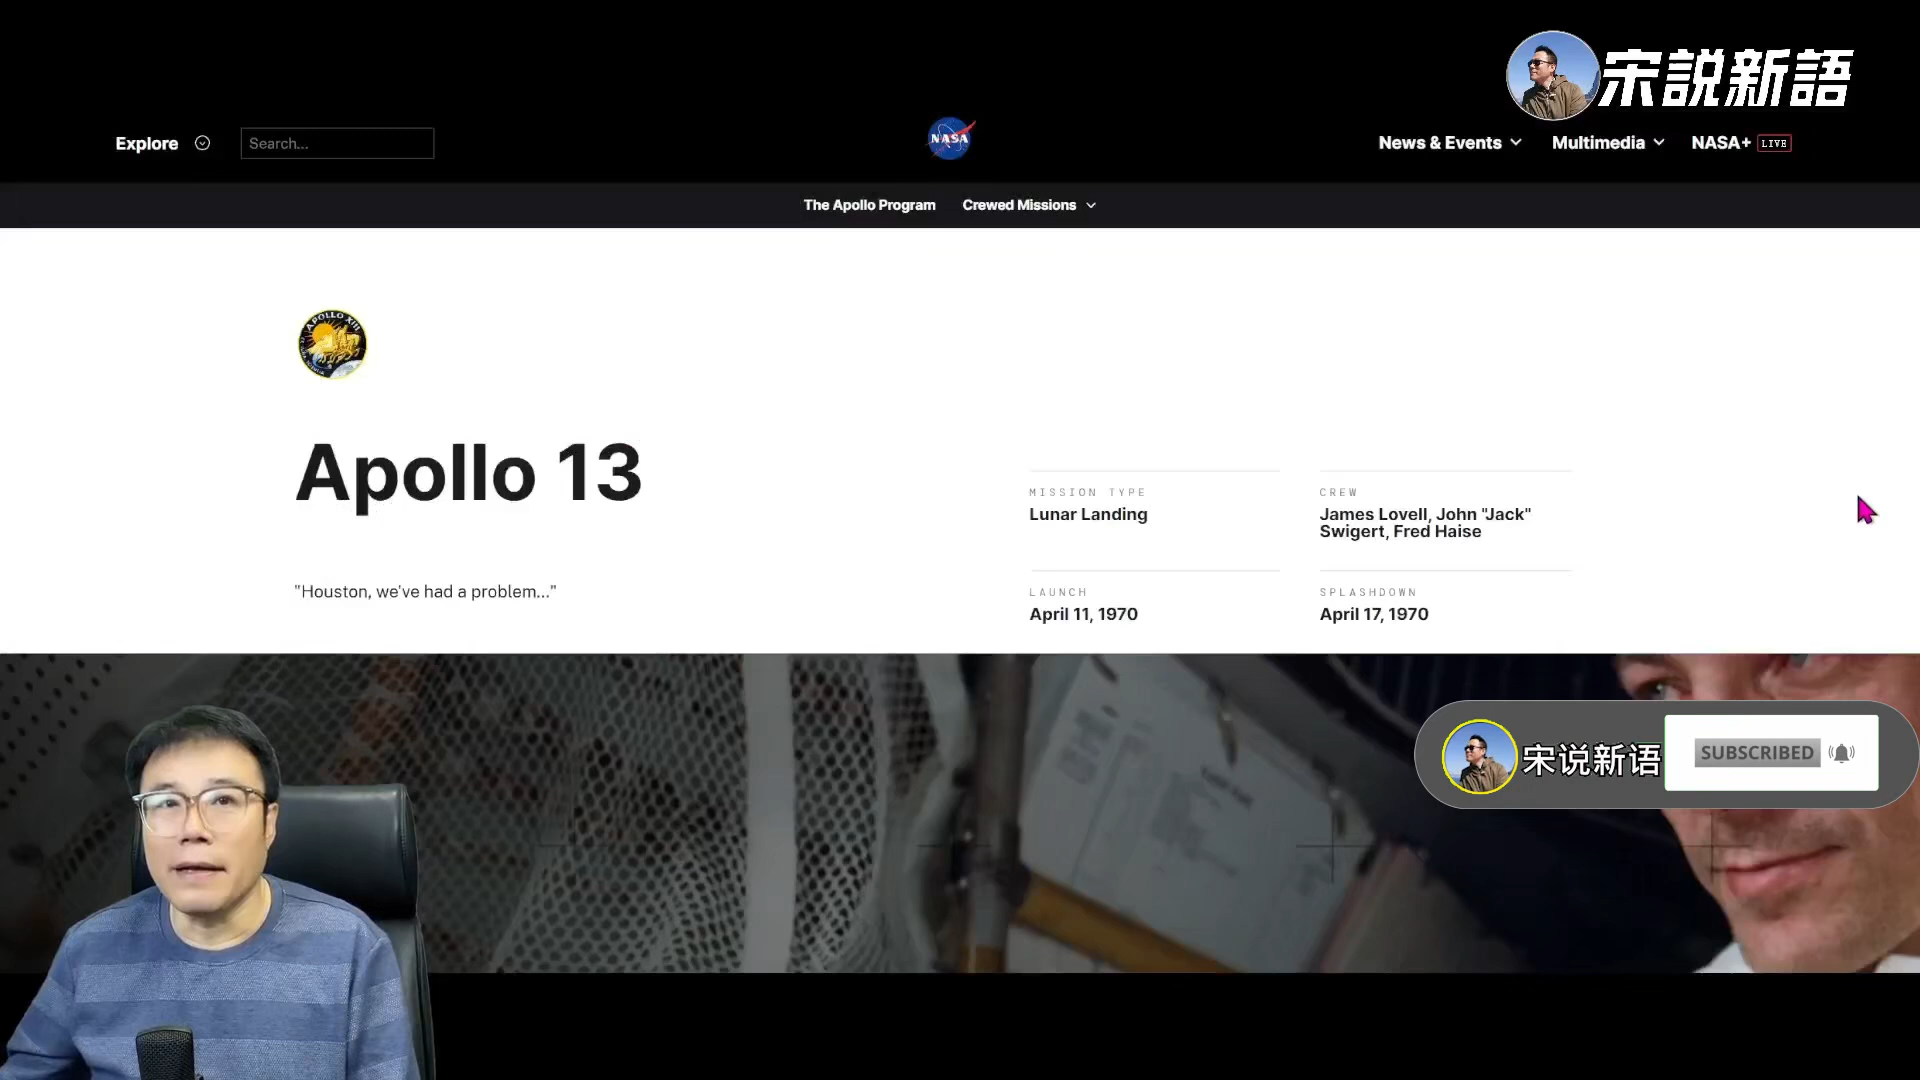 宋説新語
Explore
Search...
NASA
News & Events
Multimedia
NASA+ LIVE
The Apollo Program
Crewed Missions
APOLLO XIII
Apollo 13
"Houston, we've had a problem..."
MISSION TYPE
Lunar Landing
CREW
James Lovell, John "Jack"
Swigert, Fred Haise
LAUNCH
April 11, 1970
SPLASHDOWN
April 17, 1970
宋说新语
SUBSCRIBED